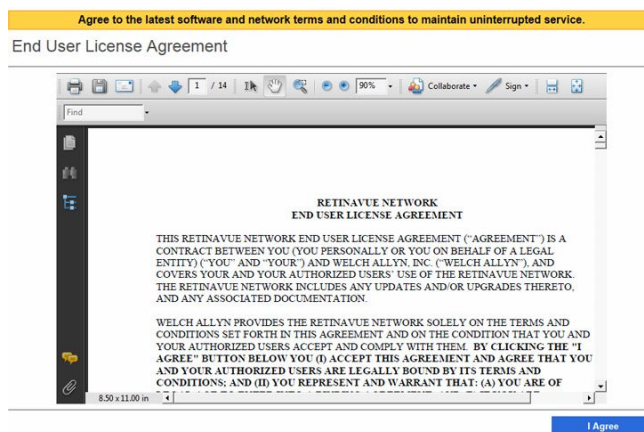 Agree to the latest software and network terms and conditions to maintain uninterrupted service.
End User License Agreement
1 / 14 90% Collaborate Sign
Find
RETINAVUE NETWORK
END USER LICENSE AGREEMENT
THIS RETINAVUE NETWORK END USER LICENSE AGREEMENT ("AGREEMENT") IS A
CONTRACT BETWEEN YOU (YOU PERSONALLY OR YOU ON BEHALF OF A LEGAL
ENTITY) ("YOU" AND "YOUR") AND WELCH ALLYN, INC. ("WELCH ALLYN"), AND
COVERS YOUR AND YOUR AUTHORIZED USERS' USE OF THE RETINAVUE NETWORK.
THE RETINAVUE NETWORK INCLUDES ANY UPDATES AND/OR UPGRADES THERETO,
AND ANY ASSOCIATED DOCUMENTATION.
WELCH ALLYN PROVIDES THE RETINAVUE NETWORK SOLELY ON THE TERMS AND
CONDITIONS SET FORTH IN THIS AGREEMENT AND ON THE CONDITION THAT YOU AND
YOUR AUTHORIZED USERS ACCEPT AND COMPLY WITH THEM. BY CLICKING THE "I
AGREE" BUTTON BELOW YOU (I) ACCEPT THIS AGREEMENT AND AGREE THAT YOU
AND YOUR AUTHORIZED USERS ARE LEGALLY BOUND BY ITS TERMS AND
CONDITIONS; AND (II) YOU REPRESENT AND WARRANT THAT: (A) YOU ARE OF
8.50 x 11.00 in
I Agree